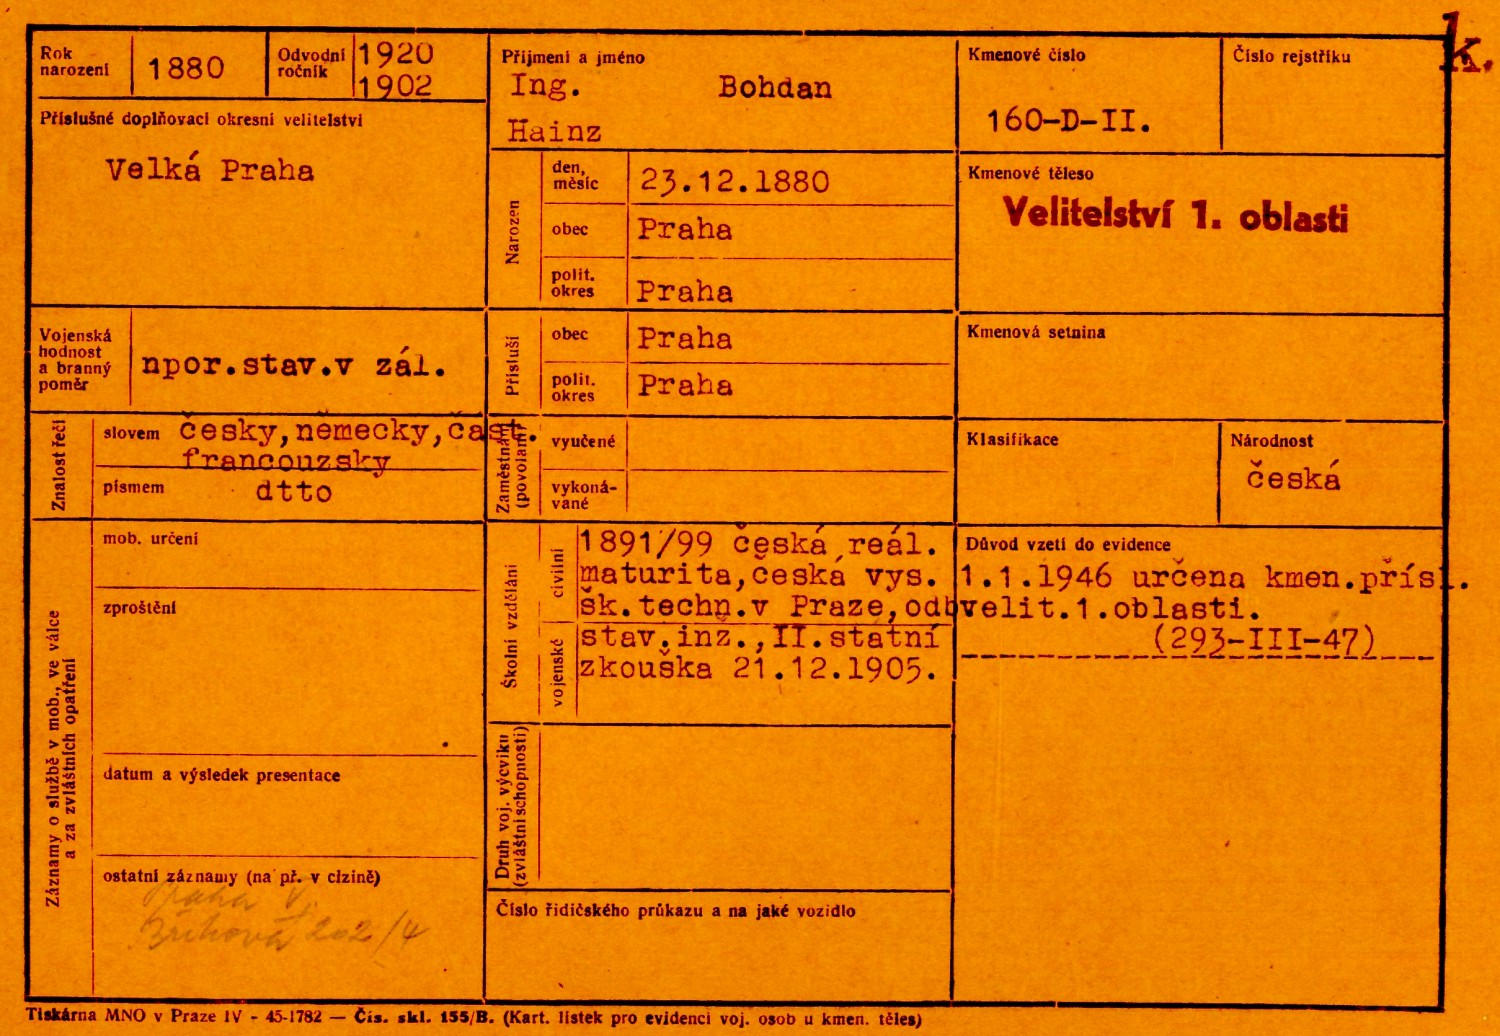 k.
Rok narození
1880
Odvodní ročník
1920
1902
Příslušné doplňovací okresní velitelství
Velká Praha
Příjmení a jméno
Ing. Bohdan
Hainz
Kmenové číslo
160-D-II.
Číslo rejstříku
Narozen
den, měsíc
23.12.1880
obec
Praha
polit. okres
Praha
Kmenové těleso
Velitelství 1. oblasti
Vojenská hodnost a branný poměr
npor.stav.v zál.
Přísluší
obec
Praha
polit. okres
Praha
Kmenová setnina
Znalost řečí
slovem
česky,německy,část.
francouzsky
písmem
dtto
Zaměstnání (povolání)
vyučené
vykonávané
Klasifikace
Národnost
česká
Záznamy o službě v mob., ve válce
a za zvláštních opatření
mob. určení
zproštění
datum a výsledek presentace
ostatní záznamy (na př. v cizině)
Praha V.
Břehová 202/4
Školní vzdělání
civilní
vojenské
1891/99 česká reál.
maturita,česká vys.
šk.techn.v Praze,odb
stav.inž.,II.statní
zkouška 21.12.1905.
Důvod vzetí do evidence
1.1.1946 určena kmen.přísl.
velit.1.oblasti.
(293-III-47)
Druh voj. výcviku
(zvláštní schopnosti)
Číslo řidičského průkazu a na jaké vozidlo
Tiskárna MNO v Praze IV - 45-1782 — Čís. skl. 155/B. (Kart. lístek pro evidenci voj. osob u kmen. těles)